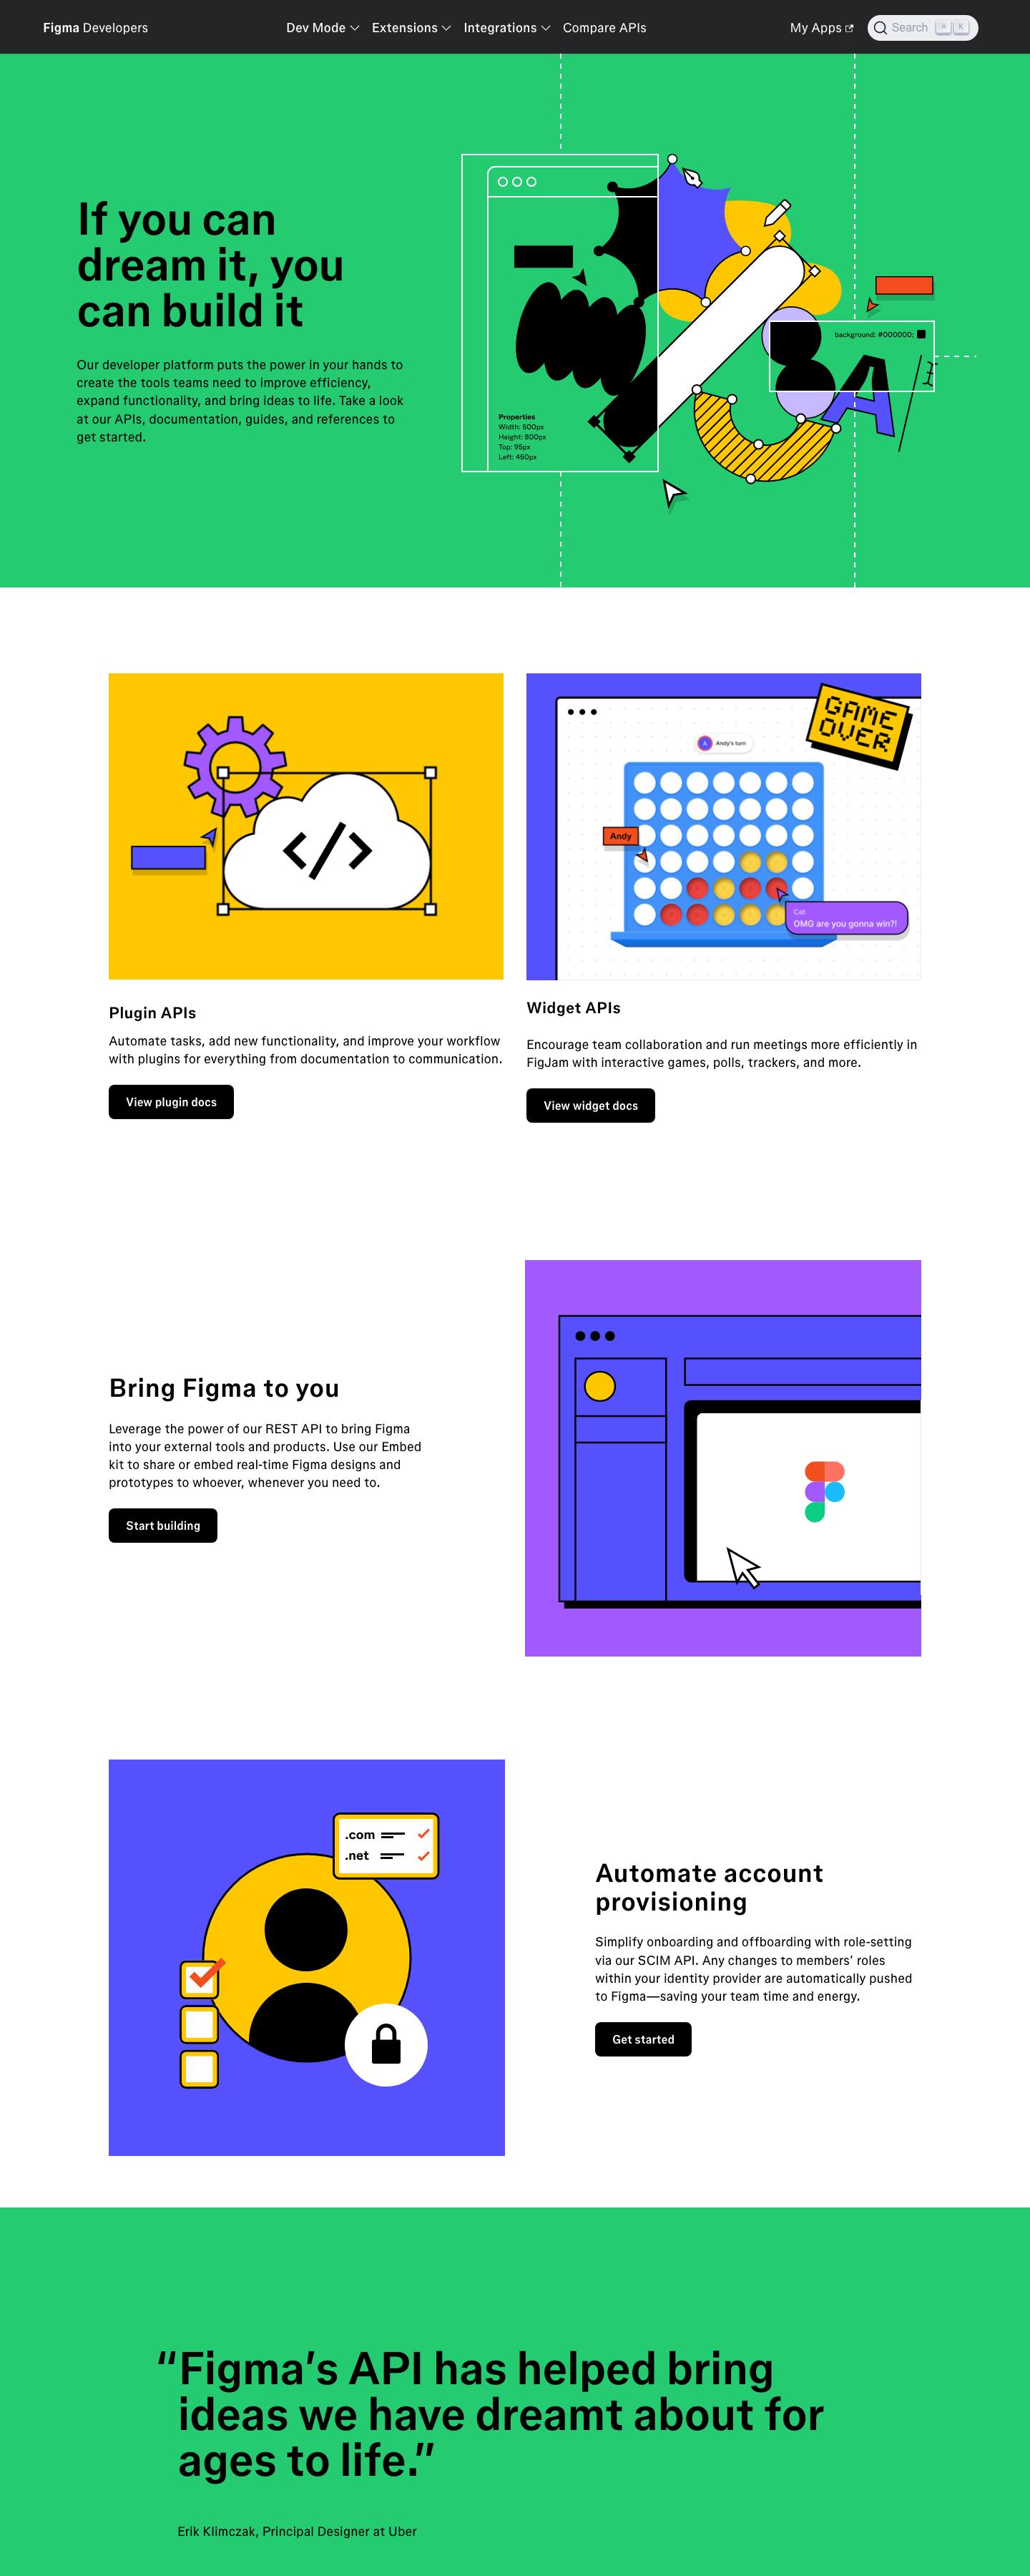 Figma Developers
Dev Mode
Extensions
Integrations
Compare APIs
My Apps
Search
⌘ K
If you can
dream it, you
can build it
Our developer platform puts the power in your hands to
create the tools teams need to improve efficiency,
expand functionality, and bring ideas to life. Take a look
at our APIs, documentation, guides, and references to
get started.
background: #000000;
A
Properties
Width: 500px
Height: 800px
Top: 95px
Left: 450px
</>
GAME
OVER
A
Andy's turn
Andy
Cat
OMG are you gonna win?!
Plugin APIs
Automate tasks, add new functionality, and improve your workflow
with plugins for everything from documentation to communication.
View plugin docs
Widget APIs
Encourage team collaboration and run meetings more efficiently in
FigJam with interactive games, polls, trackers, and more.
View widget docs
Bring Figma to you
Leverage the power of our REST API to bring Figma
into your external tools and products. Use our Embed
kit to share or embed real-time Figma designs and
prototypes to whoever, whenever you need to.
Start building
.com
.net
Automate account
provisioning
Simplify onboarding and offboarding with role-setting
via our SCIM API. Any changes to members’ roles
within your identity provider are automatically pushed
to Figma—saving your team time and energy.
Get started
“Figma’s API has helped bring
ideas we have dreamt about for
ages to life.”
Erik Klimczak, Principal Designer at Uber